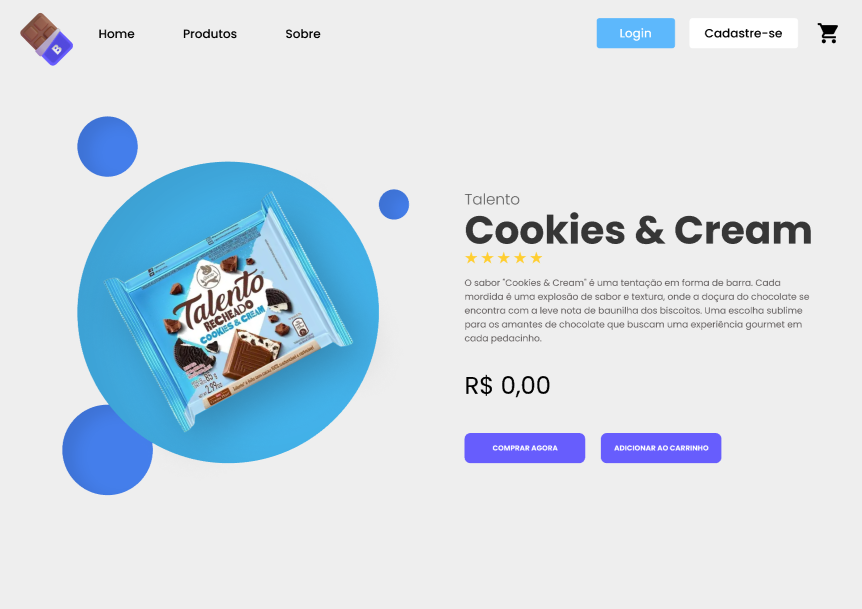 B
Home
Produtos
Sobre
Login
Cadastre-se
Talento
Cookies & Cream
O sabor "Cookies & Cream" é uma tentação em forma de barra. Cada
mordida é uma explosão de sabor e textura, onde a doçura do chocolate se
encontra com a leve nota de baunilha dos biscoitos. Uma escolha sublime
para os amantes de chocolate que buscam uma experiência gourmet em
cada pedacinho.
R$ 0,00
COMPRAR AGORA
ADICIONAR AO CARRINHO
Talento
RECHEADO
COOKIES & CREAM